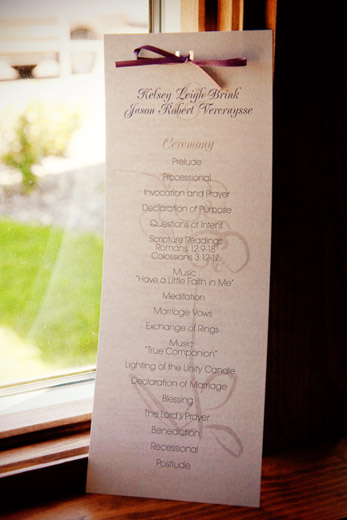 Kelsey Leigh Brink
Jason Robert Vercruysse
Ceremony
Prelude
Processional
Invocation and Prayer
Declaration of Purpose
Questions of Intent
Scripture Readings
Romans 12:9-18
Colossians 3:12-17
Music
"Have a Little Faith in Me"
Meditation
Marriage Vows
Exchange of Rings
Music
"True Companion"
Lighting of the Unity Candle
Declaration of Marriage
Blessing
The Lord's Prayer
Benediction
Recessional
Postlude